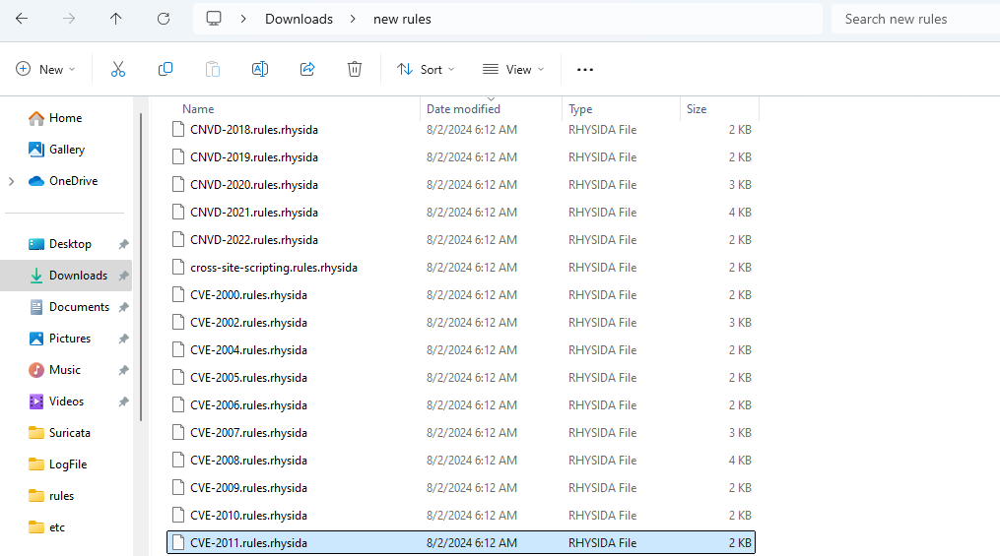 Downloads > new rules
Search new rules
New
Sort
View
Name Date modified Type Size
Home
Gallery
OneDrive
Desktop
Downloads
Documents
Pictures
Music
Videos
Suricata
LogFile
rules
etc
CNVD-2018.rules.rhysida 8/2/2024 6:12 AM RHYSIDA File 2 KB
CNVD-2019.rules.rhysida 8/2/2024 6:12 AM RHYSIDA File 2 KB
CNVD-2020.rules.rhysida 8/2/2024 6:12 AM RHYSIDA File 3 KB
CNVD-2021.rules.rhysida 8/2/2024 6:12 AM RHYSIDA File 4 KB
CNVD-2022.rules.rhysida 8/2/2024 6:12 AM RHYSIDA File 2 KB
cross-site-scripting.rules.rhysida 8/2/2024 6:12 AM RHYSIDA File 2 KB
CVE-2000.rules.rhysida 8/2/2024 6:12 AM RHYSIDA File 2 KB
CVE-2002.rules.rhysida 8/2/2024 6:12 AM RHYSIDA File 3 KB
CVE-2004.rules.rhysida 8/2/2024 6:12 AM RHYSIDA File 2 KB
CVE-2005.rules.rhysida 8/2/2024 6:12 AM RHYSIDA File 2 KB
CVE-2006.rules.rhysida 8/2/2024 6:12 AM RHYSIDA File 2 KB
CVE-2007.rules.rhysida 8/2/2024 6:12 AM RHYSIDA File 3 KB
CVE-2008.rules.rhysida 8/2/2024 6:12 AM RHYSIDA File 4 KB
CVE-2009.rules.rhysida 8/2/2024 6:12 AM RHYSIDA File 2 KB
CVE-2010.rules.rhysida 8/2/2024 6:12 AM RHYSIDA File 2 KB
CVE-2011.rules.rhysida 8/2/2024 6:12 AM RHYSIDA File 2 KB